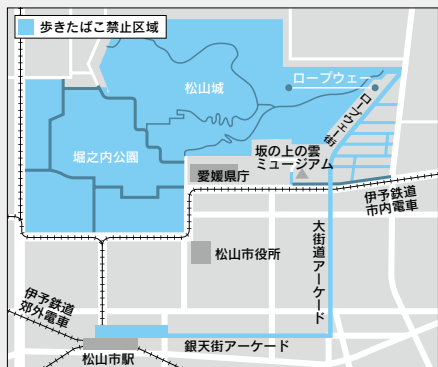 歩きたばこ禁止区域
松山城
ロープウェー
ロープウェー街
堀之内公園
坂の上の雲
ミュージアム
愛媛県庁
伊予鉄道
市内電車
大街道アーケード
松山市役所
伊予鉄道
郊外電車
銀天街アーケード
松山市駅